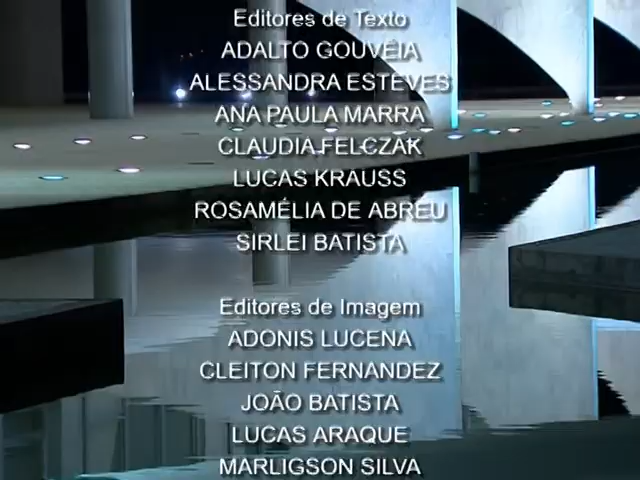 Editores de Texto
ADALTO GOUVÊIA
ALESSANDRA ESTEVES
ANA PAULA MARRA
CLAUDIA FELCZAK
LUCAS KRAUSS
ROSAMÉLIA DE ABREU
SIRLEI BATISTA
Editores de Imagem
ADONIS LUCENA
CLEITON FERNANDEZ
JOÃO BATISTA
LUCAS ARAQUE
MARLIGSON SILVA